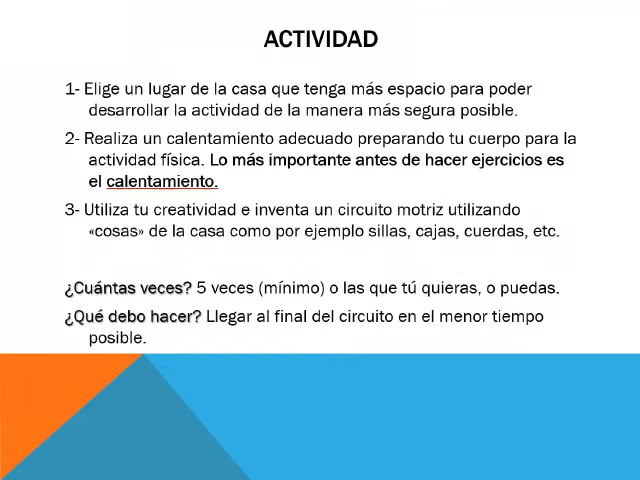 ACTIVIDAD
1- Elige un lugar de la casa que tenga más espacio para poder
desarrollar la actividad de la manera más segura posible.
2- Realiza un calentamiento adecuado preparando tu cuerpo para la
actividad física. Lo más importante antes de hacer ejercicios es
el calentamiento.
3- Utiliza tu creatividad e inventa un circuito motriz utilizando
«cosas» de la casa como por ejemplo sillas, cajas, cuerdas, etc.
¿Cuántas veces? 5 veces (mínimo) o las que tú quieras, o puedas.
¿Qué debo hacer? Llegar al final del circuito en el menor tiempo
posible.